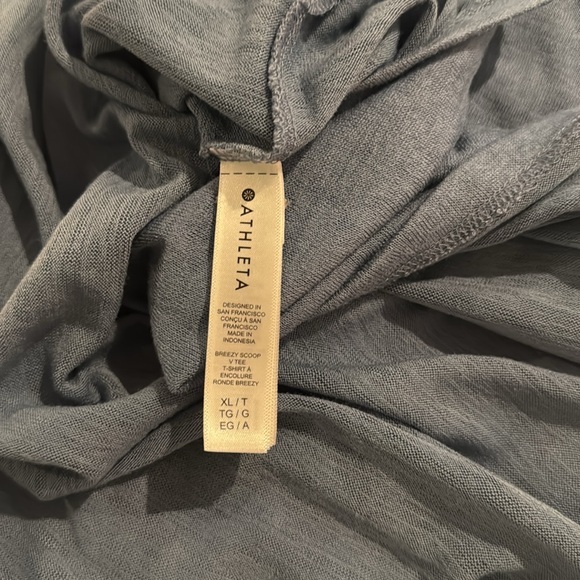 ATHLETA
DESIGNED IN
SAN FRANCISCO
CONÇU À SAN
FRANCISCO
MADE IN
INDONESIA
BREEZY SCOOP
V TEE
T-SHIRT À
ENCOLURE
RONDE BREEZY
XL / T
TG / G
EG / A